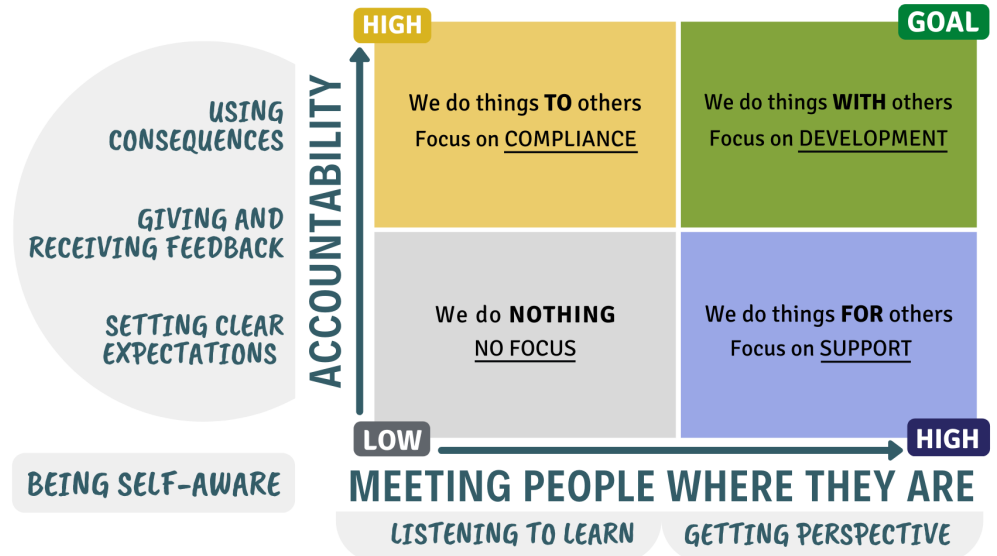 HIGH
GOAL
USING
CONSEQUENCES
GIVING AND
RECEIVING FEEDBACK
SETTING CLEAR
EXPECTATIONS
ACCOUNTABILITY
We do things TO others
Focus on COMPLIANCE
We do things WITH others
Focus on DEVELOPMENT
We do NOTHING
NO FOCUS
We do things FOR others
Focus on SUPPORT
LOW
HIGH
BEING SELF-AWARE
MEETING PEOPLE WHERE THEY ARE
LISTENING TO LEARN
GETTING PERSPECTIVE